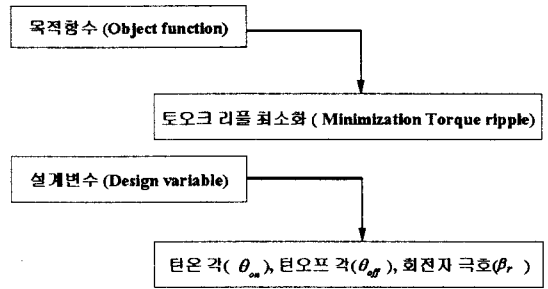 목적함수 (Object function)
토오크 리플 최소화 ( Minimization Torque ripple)
설계변수 (Design variable)
턴온 각( θon ), 턴오프 각(θoff ), 회전자 극호(βr )